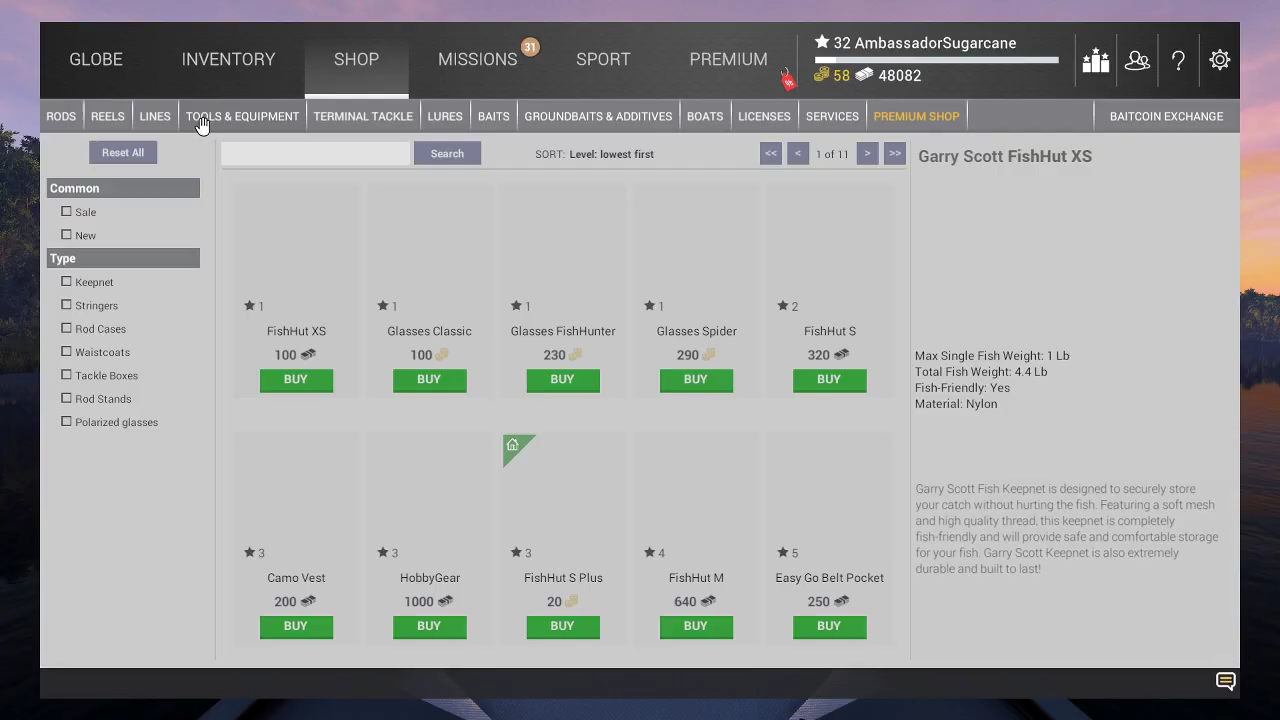 GLOBE INVENTORY SHOP MISSIONS 31 SPORT PREMIUM
32 AmbassadorSugarcane
58 48082
RODS REELS LINES TOOLS & EQUIPMENT TERMINAL TACKLE LURES BAITS GROUNDBAITS & ADDITIVES BOATS LICENSES SERVICES PREMIUM SHOP BAITCOIN EXCHANGE
Reset All
Common
Sale
New
Type
Keepnet
Stringers
Rod Cases
Waistcoats
Tackle Boxes
Rod Stands
Polarized glasses
Search SORT: Level: lowest first << < 1 of 11 > >>
1 1 1 1 2
FishHut XS Glasses Classic Glasses FishHunter Glasses Spider FishHut S
100 100 230 290 320
BUY BUY BUY BUY BUY
3 3 3 4 5
Camo Vest HobbyGear FishHut S Plus FishHut M Easy Go Belt Pocket
200 1000 20 640 250
BUY BUY BUY BUY BUY
Garry Scott FishHut XS
Max Single Fish Weight: 1 Lb
Total Fish Weight: 4.4 Lb
Fish-Friendly: Yes
Material: Nylon
Garry Scott Fish Keepnet is designed to securely store
your catch without hurting the fish. Featuring a soft mesh
and high quality thread, this keepnet is completely
fish-friendly and will provide safe and comfortable storage
for your fish. Garry Scott Keepnet is also extremely
durable and built to last!